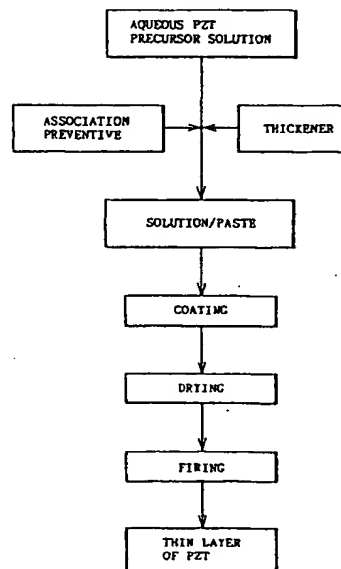 AQUEOUS PZT
PRECURSOR SOLUTION
ASSOCIATION
PREVENTIVE
THICKENER
SOLUTION/PASTE
COATING
DRYING
FIRING
THIN LAYER
OF PZT